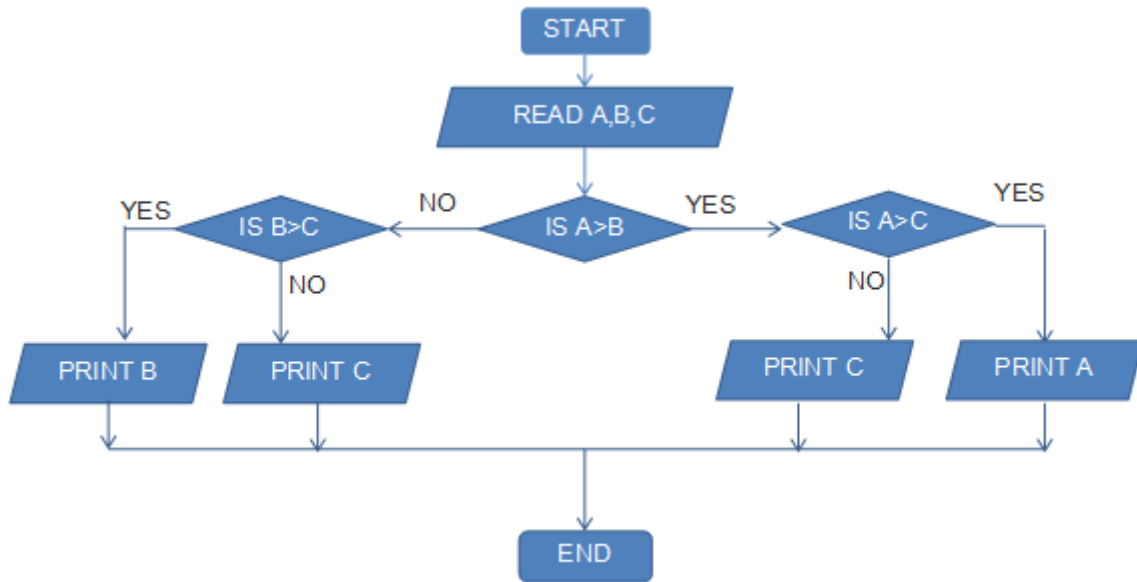 START
READ A,B,C
YES
IS B>C
NO
IS A>B
YES
IS A>C
YES
NO
NO
PRINT B
PRINT C
PRINT C
PRINT A
END